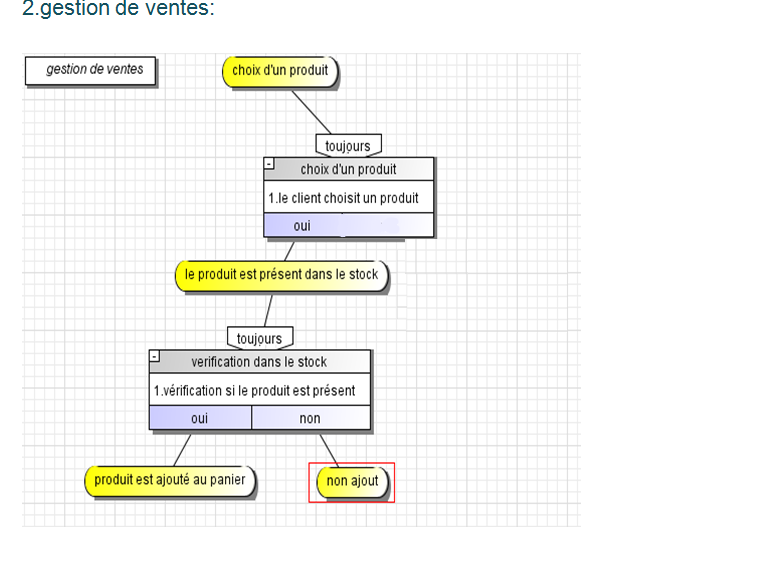 2.gestion de ventes:
gestion de ventes
choix d'un produit
toujours
-
choix d'un produit
1.le client choisit un produit
oui
le produit est présent dans le stock
toujours
-
verification dans le stock
1.vérification si le produit est présent
oui non
produit est ajouté au panier
non ajout